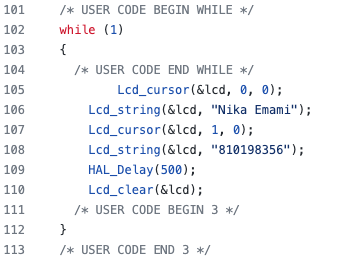 101 /* USER CODE BEGIN WHILE */
102 while (1)
103 {
104 /* USER CODE END WHILE */
105 Lcd_cursor(&lcd, 0, 0);
106 Lcd_string(&lcd, "Nika Emami");
107 Lcd_cursor(&lcd, 1, 0);
108 Lcd_string(&lcd, "810198356");
109 HAL_Delay(500);
110 Lcd_clear(&lcd);
111 /* USER CODE BEGIN 3 */
112 }
113 /* USER CODE END 3 */